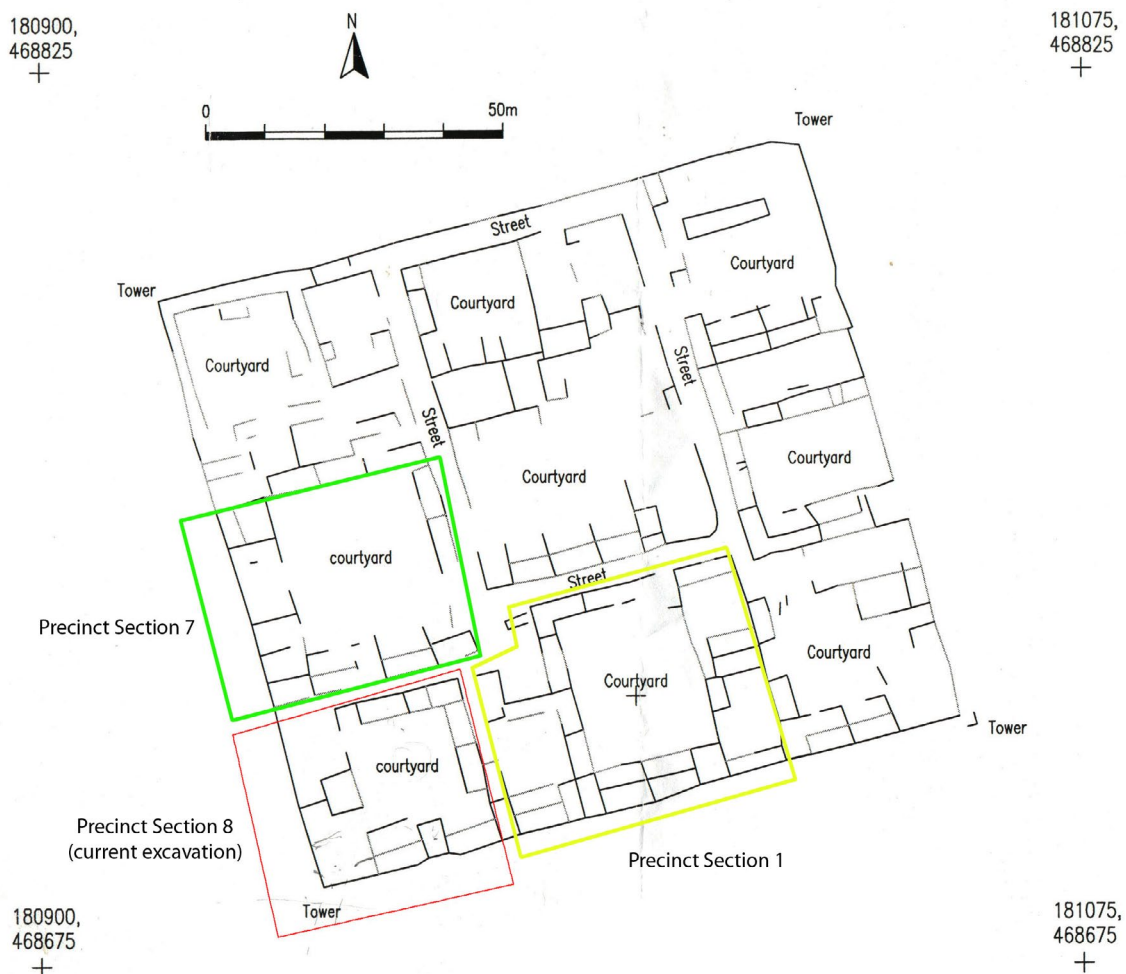 180900,
468825
N
181075,
468825
0
50m
Tower
Street
Courtyard
Tower
Courtyard
Courtyard
Street
Street
Courtyard
Courtyard
courtyard
Street
Precinct Section 7
Courtyard
Courtyard
Tower
courtyard
Precinct Section 8
(current excavation)
Precinct Section 1
Tower
180900,
468675
181075,
468675